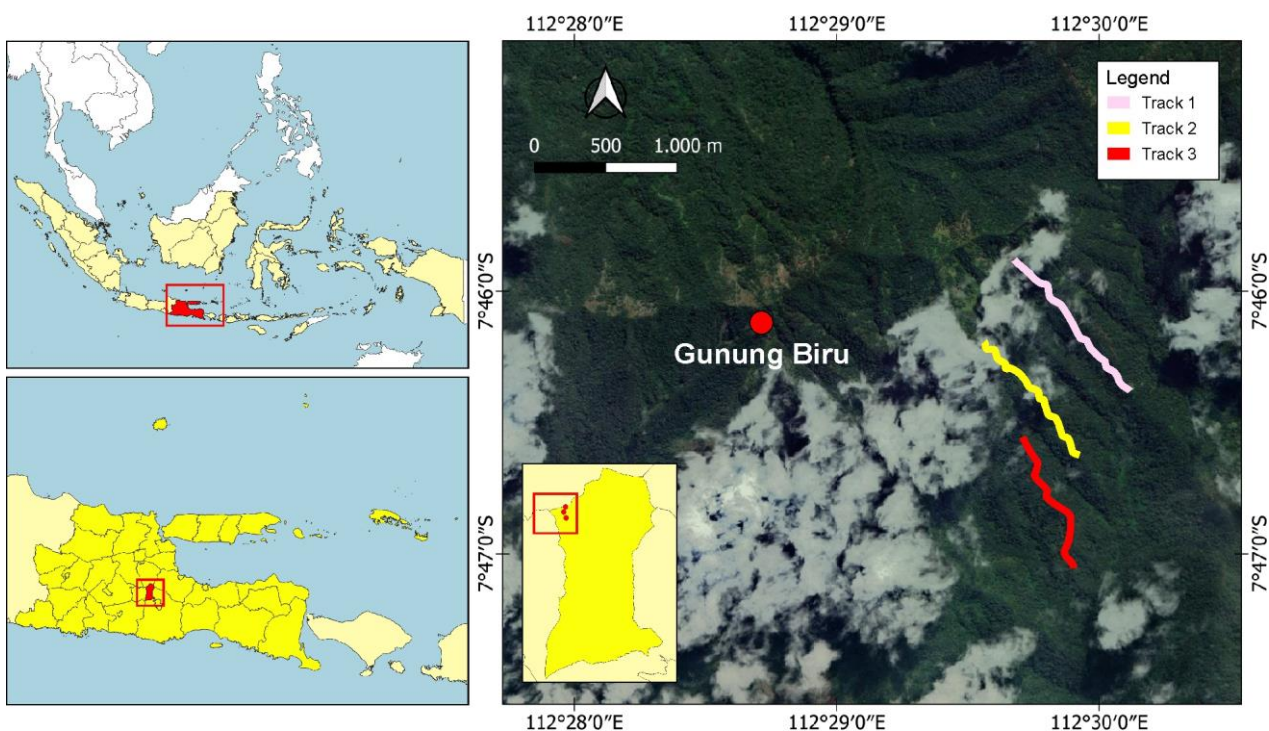 112°28′0″E 112°29′0″E 112°30′0″E
Legend
Track 1
Track 2
Track 3
0 500 1.000 m
7°46′0″S 7°46′0″S
Gunung Biru
7°47′0″S 7°47′0″S
112°28′0″E 112°29′0″E 112°30′0″E